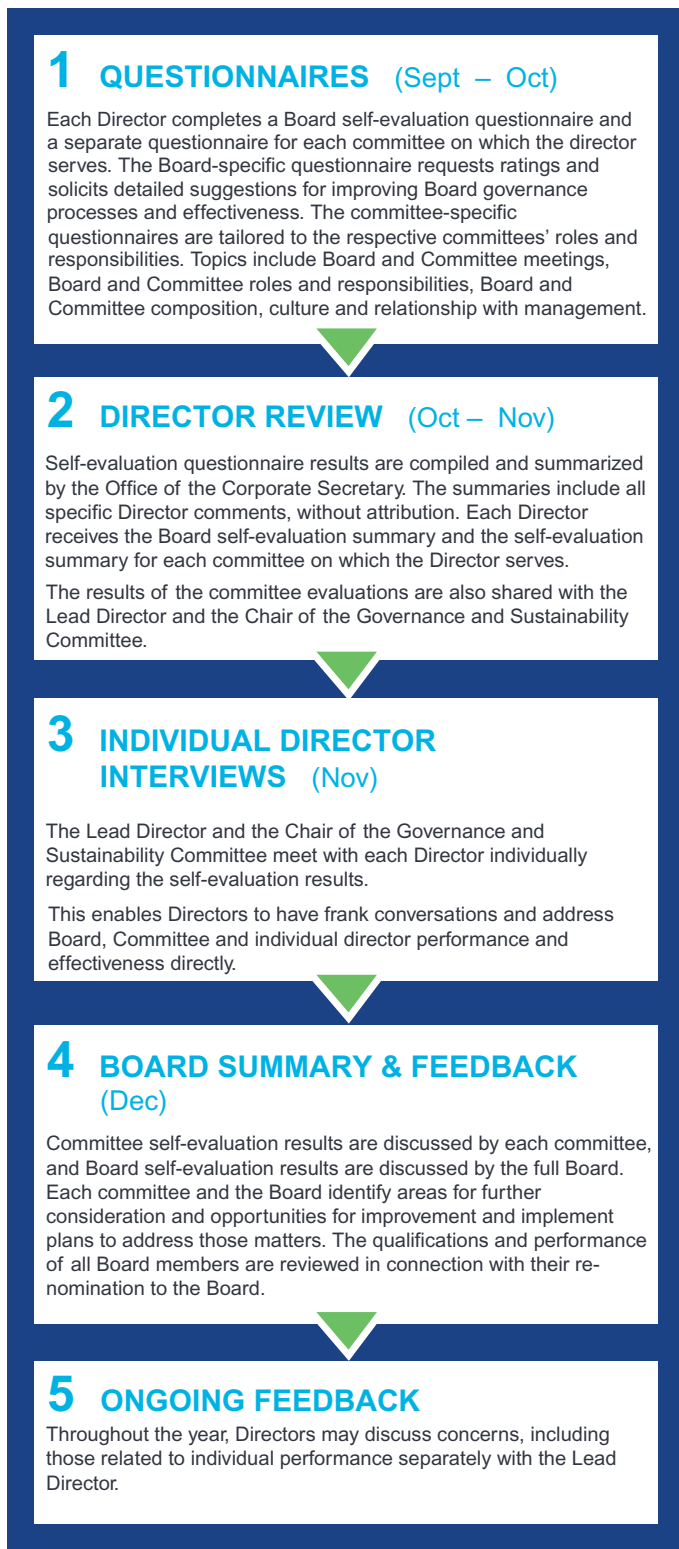 1 QUESTIONNAIRES (Sept – Oct)
Each Director completes a Board self-evaluation questionnaire and
a separate questionnaire for each committee on which the director
serves. The Board-specific questionnaire requests ratings and
solicits detailed suggestions for improving Board governance
processes and effectiveness. The committee-specific
questionnaires are tailored to the respective committees’ roles and
responsibilities. Topics include Board and Committee meetings,
Board and Committee roles and responsibilities, Board and
Committee composition, culture and relationship with management.
2 DIRECTOR REVIEW (Oct – Nov)
Self-evaluation questionnaire results are compiled and summarized
by the Office of the Corporate Secretary. The summaries include all
specific Director comments, without attribution. Each Director
receives the Board self-evaluation summary and the self-evaluation
summary for each committee on which the Director serves.
The results of the committee evaluations are also shared with the
Lead Director and the Chair of the Governance and Sustainability
Committee.
3 INDIVIDUAL DIRECTOR
INTERVIEWS (Nov)
The Lead Director and the Chair of the Governance and
Sustainability Committee meet with each Director individually
regarding the self-evaluation results.
This enables Directors to have frank conversations and address
Board, Committee and individual director performance and
effectiveness directly.
4 BOARD SUMMARY & FEEDBACK
(Dec)
Committee self-evaluation results are discussed by each committee,
and Board self-evaluation results are discussed by the full Board.
Each committee and the Board identify areas for further
consideration and opportunities for improvement and implement
plans to address those matters. The qualifications and performance
of all Board members are reviewed in connection with their re-
nomination to the Board.
5 ONGOING FEEDBACK
Throughout the year, Directors may discuss concerns, including
those related to individual performance separately with the Lead
Director.